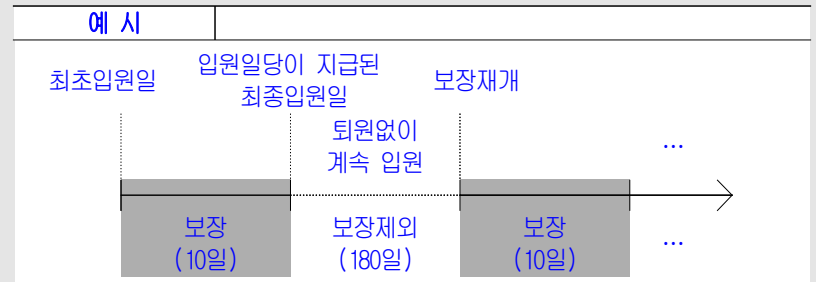 예 시
최초입원일
입원일당이 지급된
최종입원일
보장재개
퇴원없이
계속 입원
...
보장
(10일)
보장제외
(180일)
보장
(10일)
...